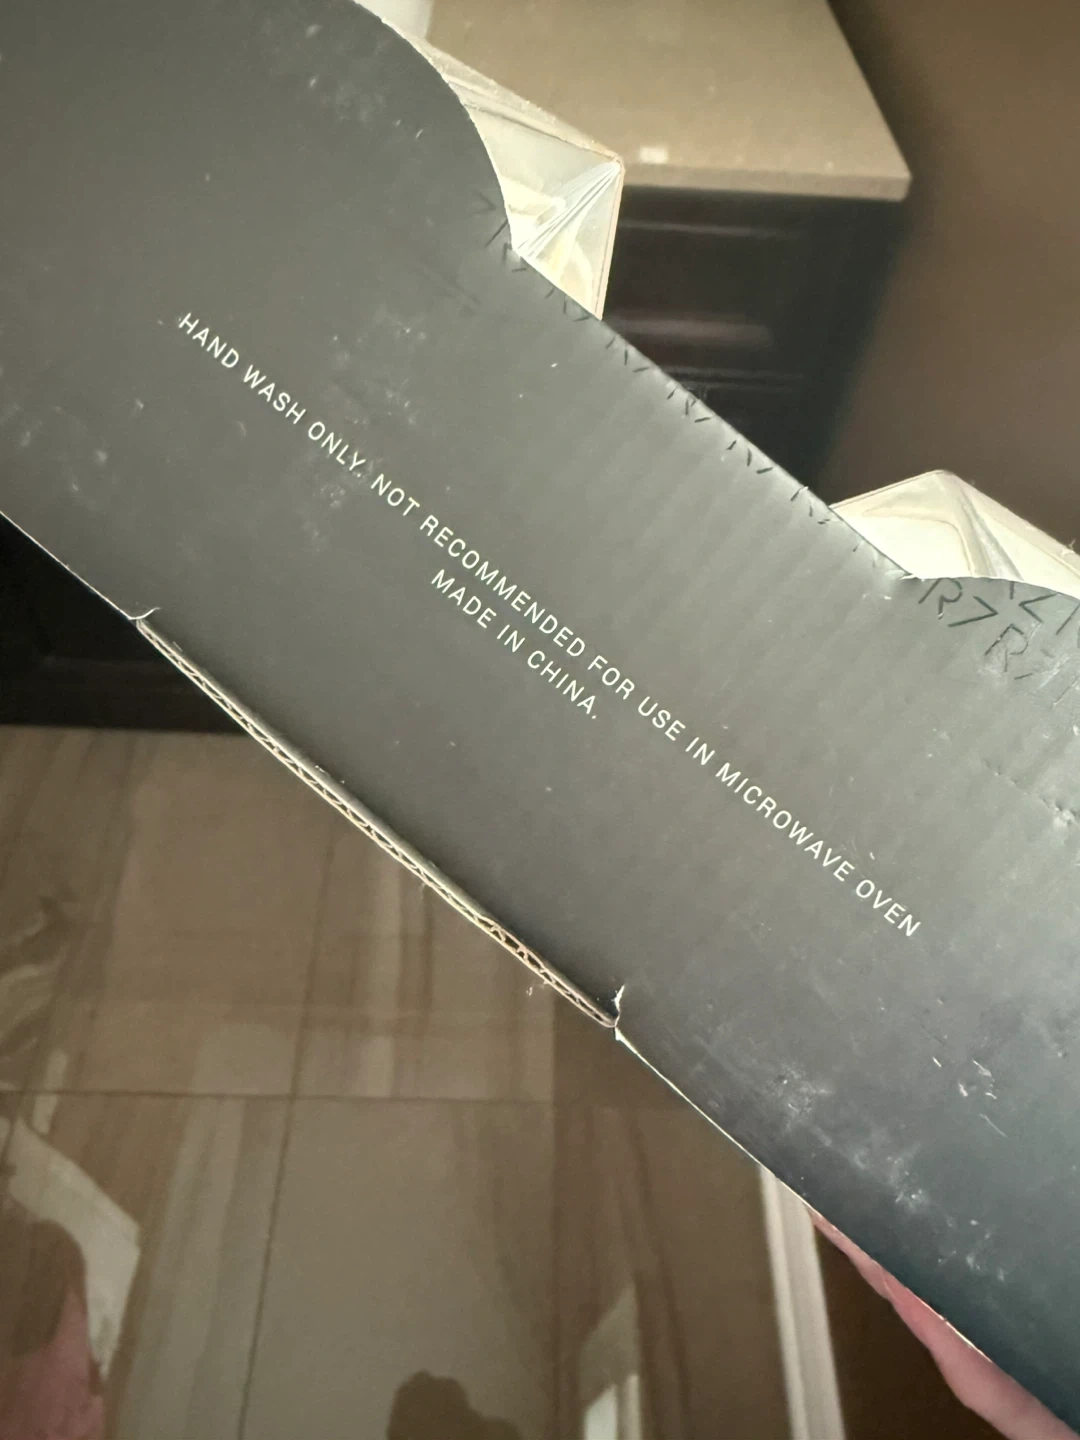 HAND WASH ONLY. NOT RECOMMENDED FOR USE IN MICROWAVE OVEN
MADE IN CHINA.